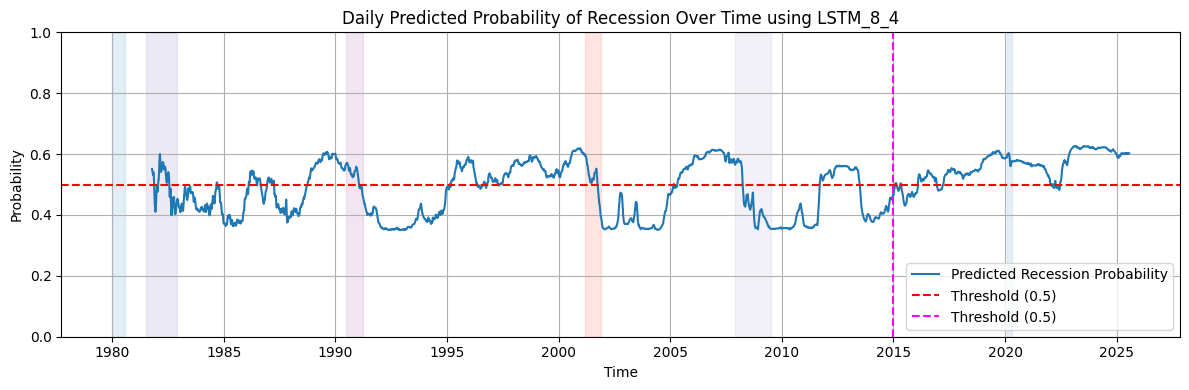 Daily Predicted Probability of Recession Over Time using LSTM_8_4
Probability
1.0
0.8
0.6
0.4
0.2
0.0
Predicted Recession Probability
Threshold (0.5)
Threshold (0.5)
1980 1985 1990 1995 2000 2005 2010 2015 2020 2025
Time